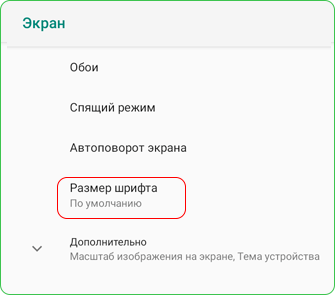 Экран
Обои
Спящий режим
Автоповорот экрана
Размер шрифта
По умолчанию
Дополнительно
Масштаб изображения на экране, Тема устройства